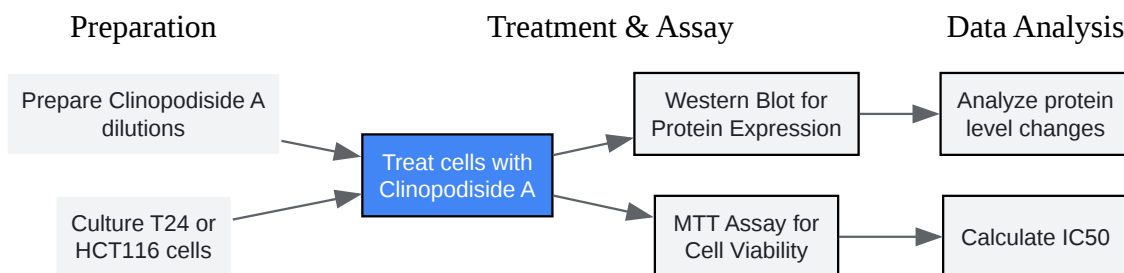 Preparation
Treatment & Assay
Data Analysis
Prepare Clinopodiside A
dilutions
Culture T24 or
HCT116 cells
Treat cells with
Clinopodiside A
Western Blot for
Protein Expression
MTT Assay for
Cell Viability
Analyze protein
level changes
Calculate IC50